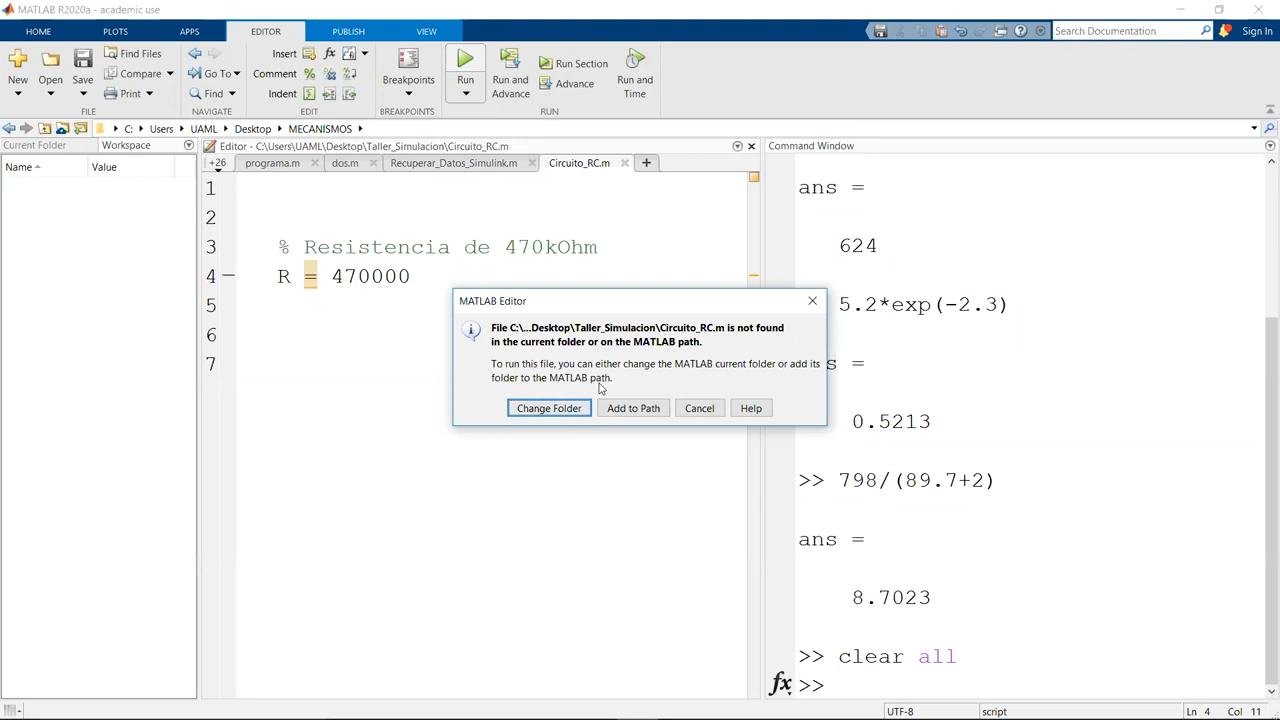 MATLAB R2020a - academic use
HOME PLOTS APPS EDITOR PUBLISH VIEW
Search Documentation
Sign In
New
Open
Save
Find Files
Compare
Print
FILE
Go To
Find
NAVIGATE
Insert
fx
Comment
Indent
EDIT
Breakpoints
BREAKPOINTS
Run
Run and Advance
Run Section
Advance
Run and Time
RUN
C: Users UAML Desktop MECANISMOS
Current Folder Workspace
Name Value
Editor - C:\Users\UAML\Desktop\Taller_Simulacion\Circuito_RC.m
+26 programa.m dos.m Recuperar_Datos_Simulink.m Circuito_RC.m
1
2
3 % Resistencia de 470kOhm
4 R = 470000
5
6
7
MATLAB Editor
File C:\...Desktop\Taller_Simulacion\Circuito_RC.m is not found
in the current folder or on the MATLAB path.
To run this file, you can either change the MATLAB current folder or add its
folder to the MATLAB path.
Change Folder Add to Path Cancel Help
Command Window
ans =
624
5.2*exp(-2.3)
s =
0.5213
>> 798/(89.7+2)
ans =
8.7023
>> clear all
fx >>
UTF-8 script Ln 4 Col 11